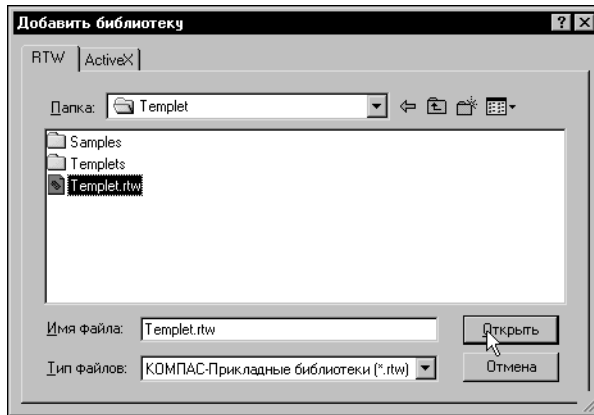 Добавить библиотеку
RTW ActiveX
Папка: Templet
Samples
Templets
Templet.rtw
Имя файла: Templet.rtw Открыть
Тип файлов: КОМПАС-Прикладные библиотеки (*.rtw) Отмена